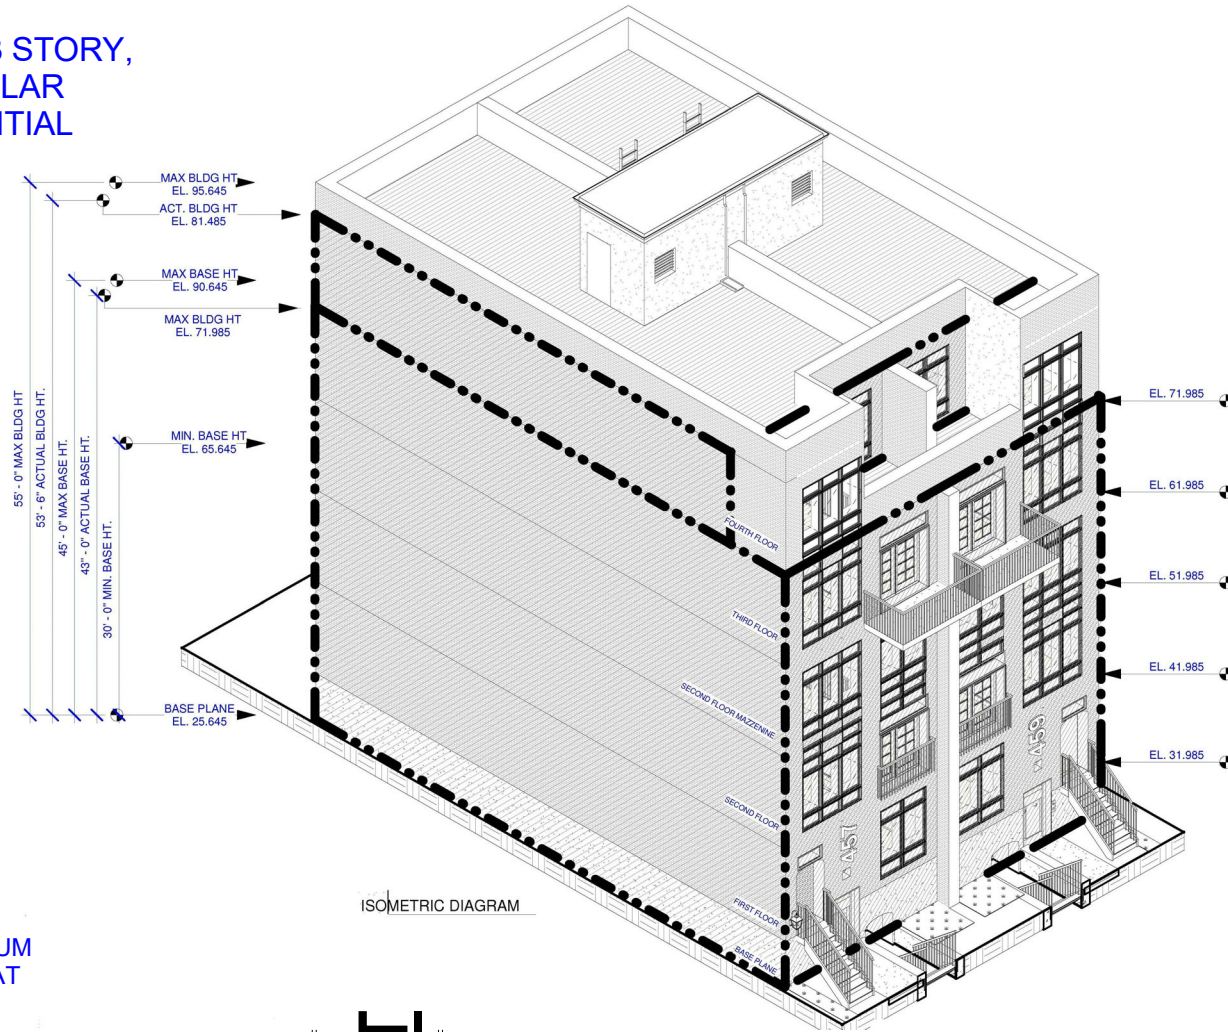 STORY,
LAR
TIAL
MAX BLDG HT
EL. 95.645
ACT. BLDG HT
EL. 81.485
MAX BASE HT
EL. 90.645
MAX BLDG HT
EL. 71.985
MIN. BASE HT
EL. 65.645
BASE PLANE
EL. 25.645
55' - 0" MAX BLDG HT
53' - 6" ACTUAL BLDG HT.
45' - 0" MAX BASE HT.
43" - 0" ACTUAL BASE HT.
30' - 0" MIN. BASE HT.
FOURTH FLOOR
THIRD FLOOR
SECOND FLOOR MAZZENINE
SECOND FLOOR
FIRST FLOOR
BASE PLANE
457
459
EL. 71.985
EL. 61.985
EL. 51.985
EL. 41.985
EL. 31.985
ISOMETRIC DIAGRAM
UM
AT